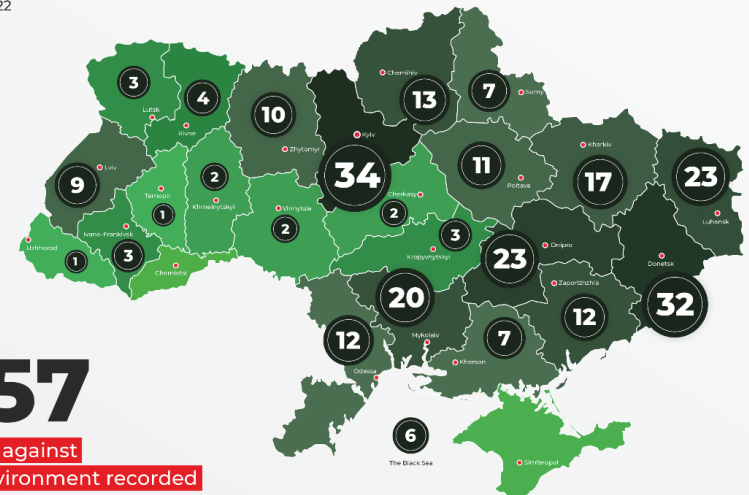 22
3
4
10
13
7
Chernihiv
Sumy
Lutsk
Rivne
Kyiv
Zhytomyr
34
11
Kharkiv
17
23
Lviv
9
Poltava
Luhansk
Ternopil
1
2
Khmelnytskyi
Vinnytsia
2
Cherkasy
2
Ivano-Frankivsk
3
Uzhhorod
1
Chernivtsi
3
Kropyvnytskyi
23
Dnipro
Donetsk
32
20
Zaporizhzhia
12
Mykolaiv
7
12
Kherson
Odessa
57
against
vironment recorded
6
The Black Sea
Simferopol